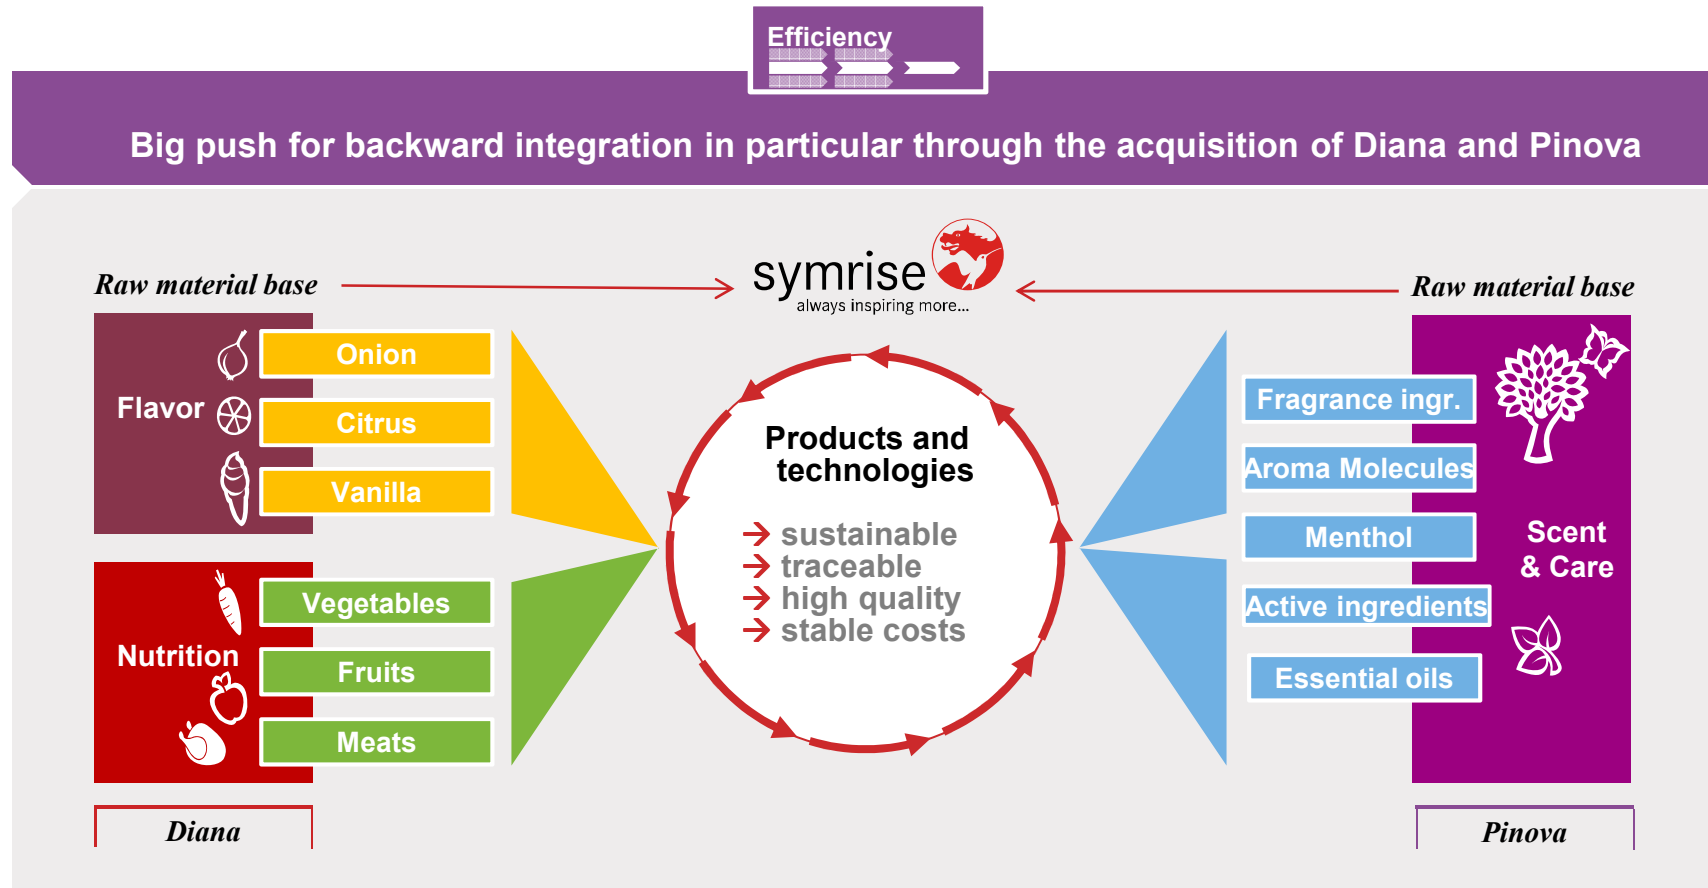 Efficiency
Big push for backward integration in particular through the acquisition of Diana and Pinova
symrise
always inspiring more...
Raw material base
Raw material base
Flavor
Onion
Citrus
Vanilla
Nutrition
Vegetables
Fruits
Meats
Diana
Products and
technologies
→ sustainable
→ traceable
→ high quality
→ stable costs
Fragrance ingr.
Aroma Molecules
Menthol
Active ingredients
Essential oils
Scent
& Care
Pinova